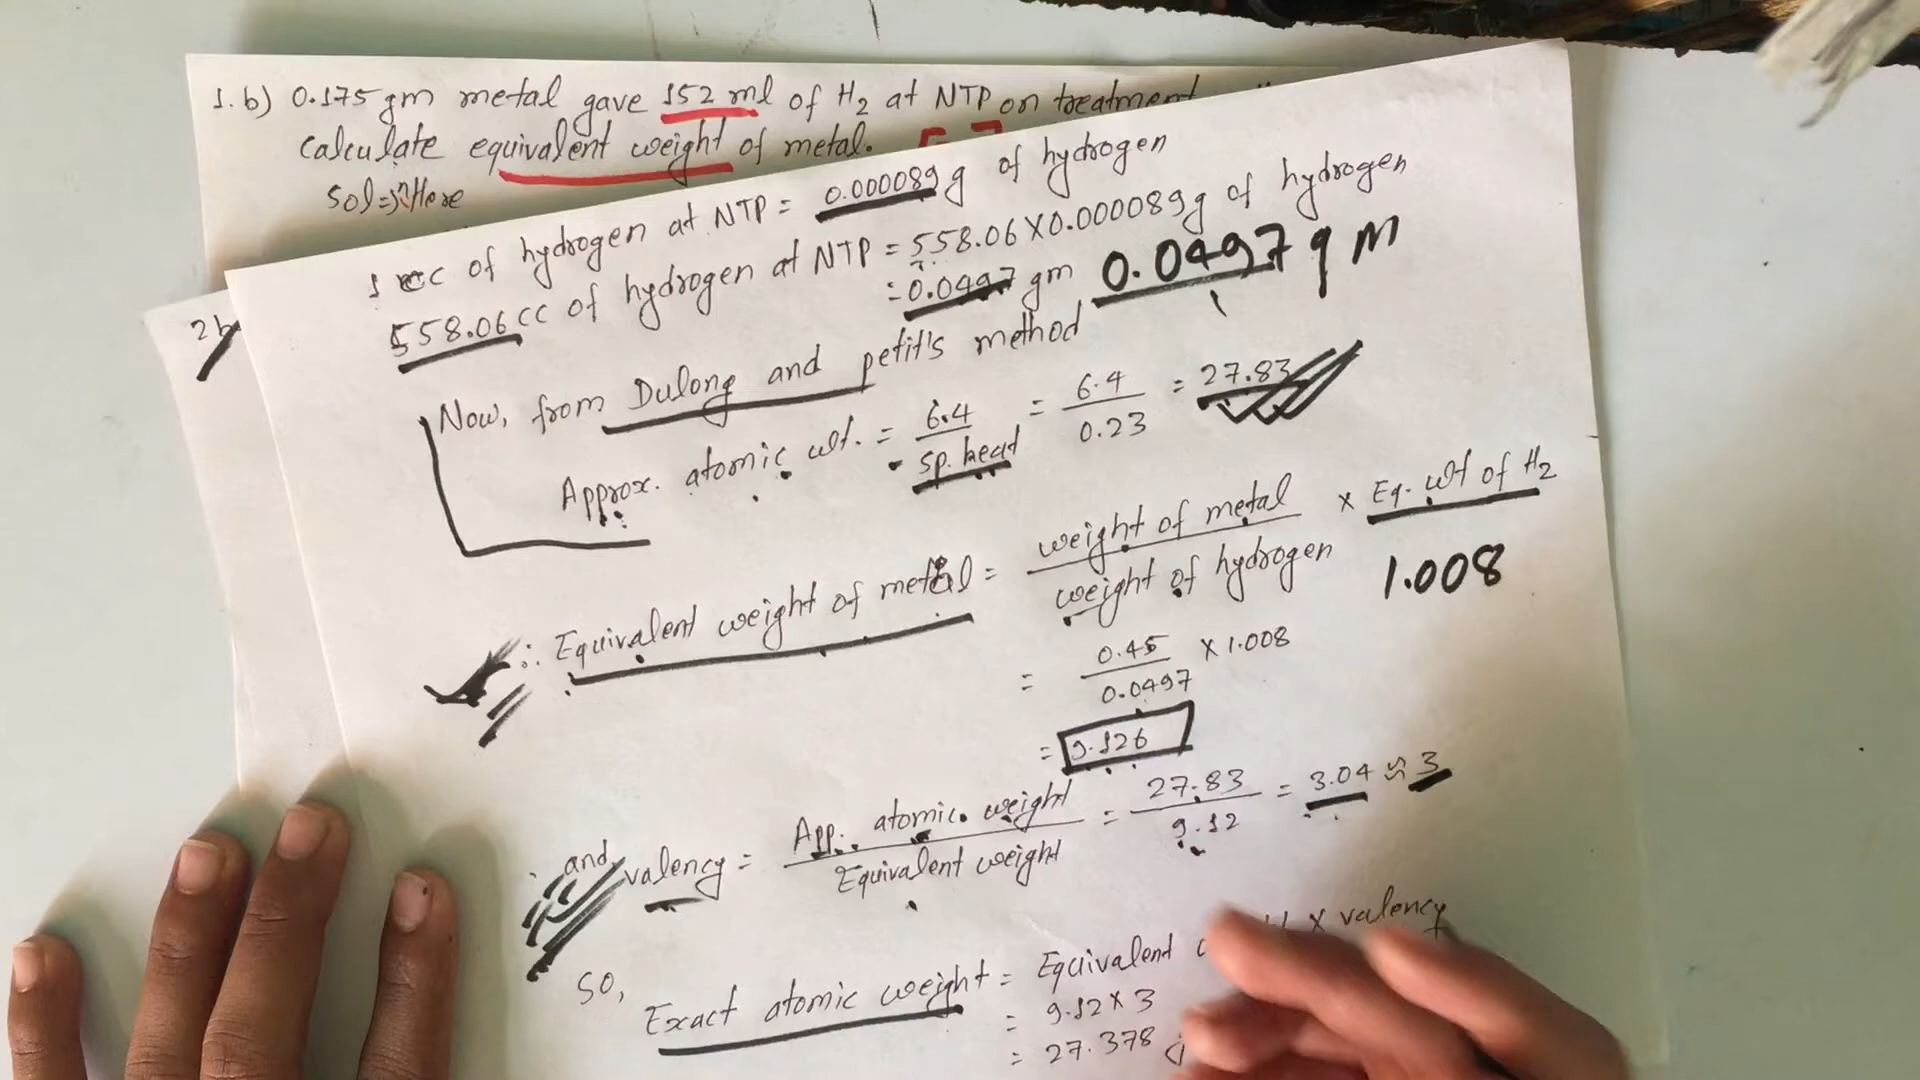 1.b) 0.175 gm metal gave 152 ml of H2 at NTP on treatment
calculate equivalent weight of metal.
sol=>n Here
1 cc of hydrogen at NTP = 0.000089 g of hydrogen
558.06 cc of hydrogen at NTP = 558.06 X 0.000089 g of hydrogen
= 0.0497 gm 0.0497 gm
2b
Now, from Dulong and petit's method
Approx. atomic wt. = 6.4 / sp. heat = 6.4 / 0.23 = 27.83
∴ Equivalent weight of metal = weight of metal / weight of hydrogen × Eq. wt of H2
1.008
= 0.45 / 0.0497 × 1.008
= 9.126
and valency = App. atomic weight / Equivalent weight = 27.83 / 9.12 = 3.04 ≈ 3
so, Exact atomic weight = Equivalent × valency
= 9.12 × 3
= 27.378